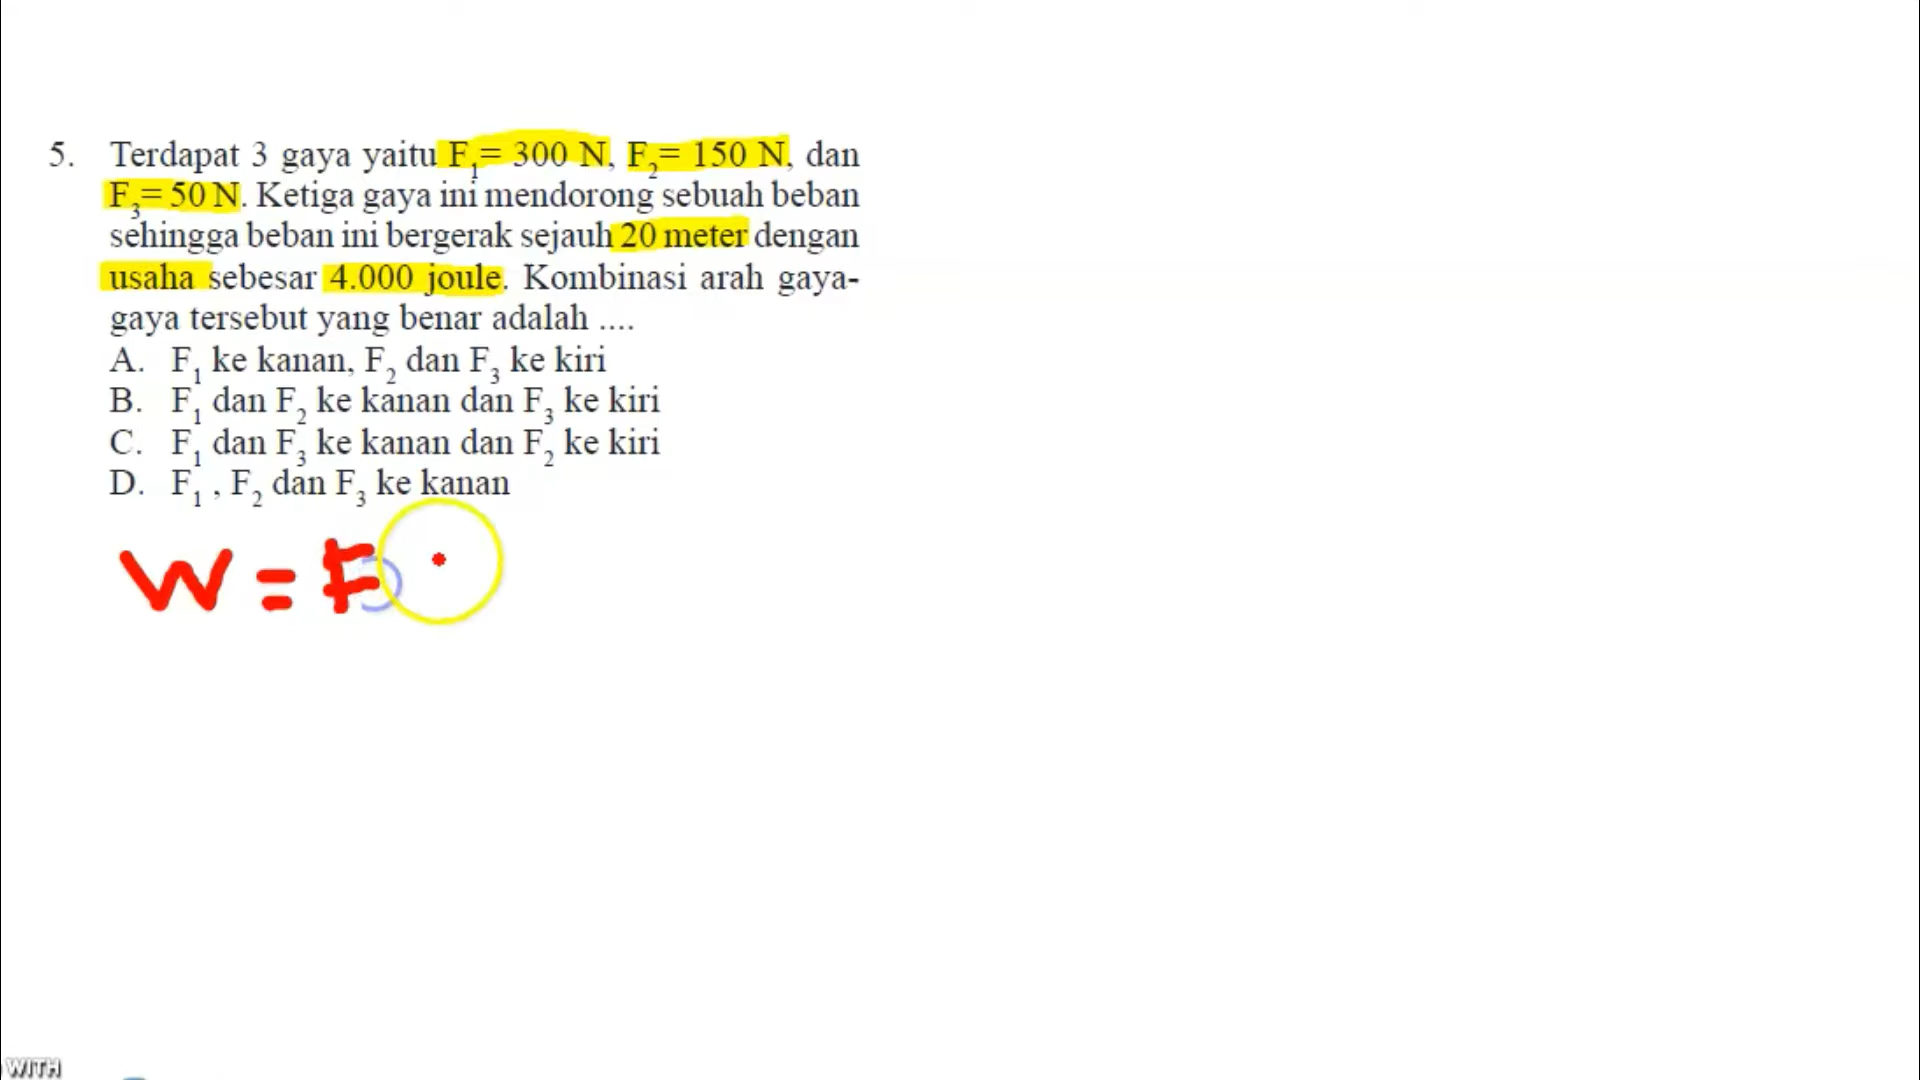 5. Terdapat 3 gaya yaitu F₁= 300 N, F₂= 150 N, dan
F₃= 50 N. Ketiga gaya ini mendorong sebuah beban
sehingga beban ini bergerak sejauh 20 meter dengan
usaha sebesar 4.000 joule. Kombinasi arah gaya-
gaya tersebut yang benar adalah ....
A. F₁ ke kanan, F₂ dan F₃ ke kiri
B. F₁ dan F₂ ke kanan dan F₃ ke kiri
C. F₁ dan F₃ ke kanan dan F₂ ke kiri
D. F₁ , F₂ dan F₃ ke kanan
W = F
WITH